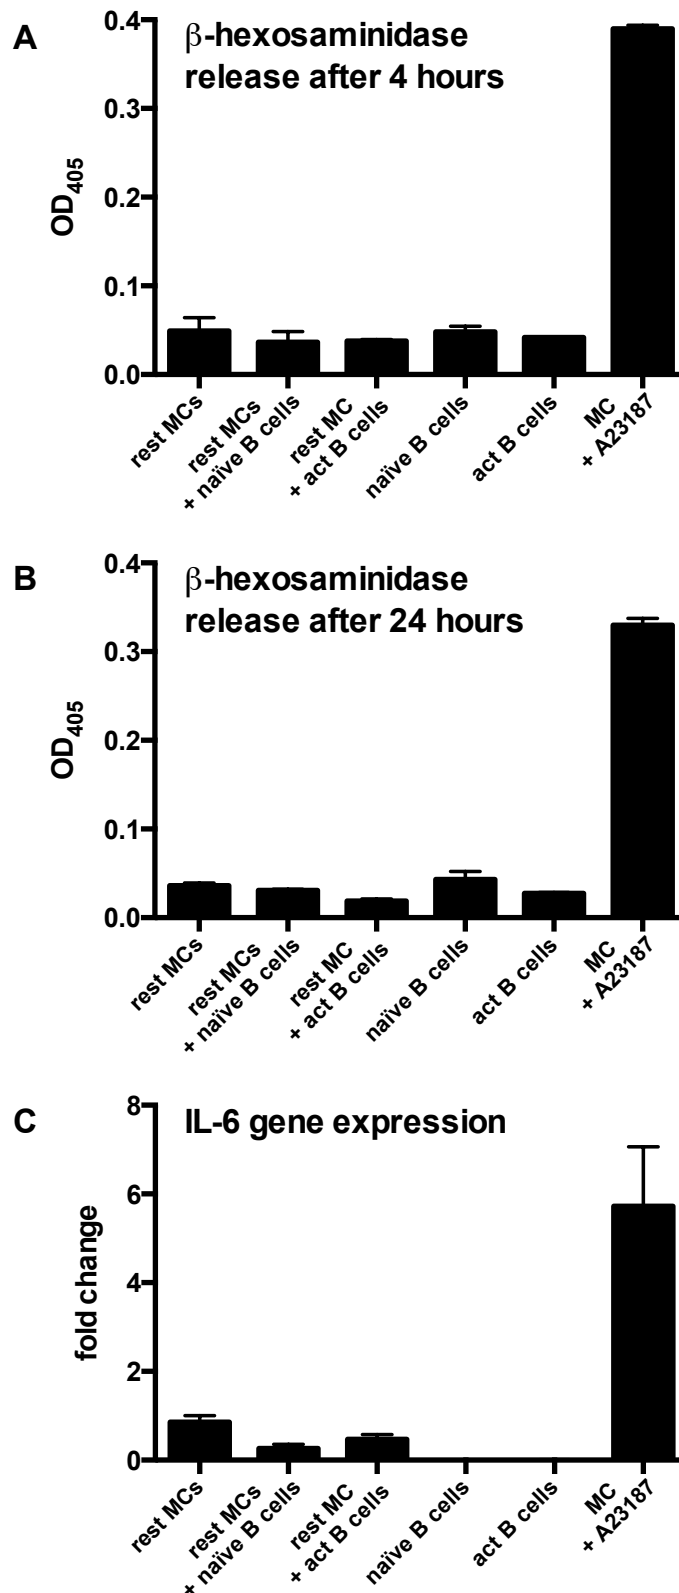 A
β-hexosaminidase
release after 4 hours
OD405
0.4
0.3
0.2
0.1
0.0
rest MCs
rest MCs
+ naïve B cells
rest MC
+ act B cells
naïve B cells
act B cells
MC
+ A23187
B
β-hexosaminidase
release after 24 hours
OD405
0.4
0.3
0.2
0.1
0.0
rest MCs
rest MCs
+ naïve B cells
rest MC
+ act B cells
naïve B cells
act B cells
MC
+ A23187
C
IL-6 gene expression
fold change
8
6
4
2
0
rest MCs
rest MCs
+ naïve B cells
rest MC
+ act B cells
naïve B cells
act B cells
MC
+ A23187